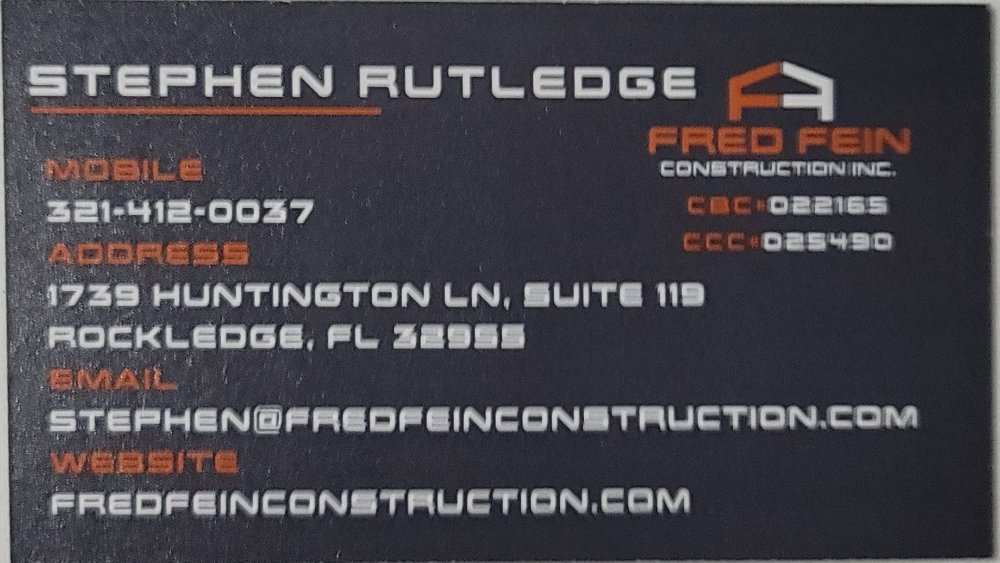 STEPHEN RUTLEDGE
FRED FEIN
CONSTRUCTION INC.
CBC#022165
CCC#025490
MOBILE
321-412-0037
ADDRESS
1739 HUNTINGTON LN, SUITE 119
ROCKLEDGE, FL 32955
EMAIL
STEPHEN@FREDFEINCONSTRUCTION.COM
WEBSITE
FREDFEINCONSTRUCTION.COM